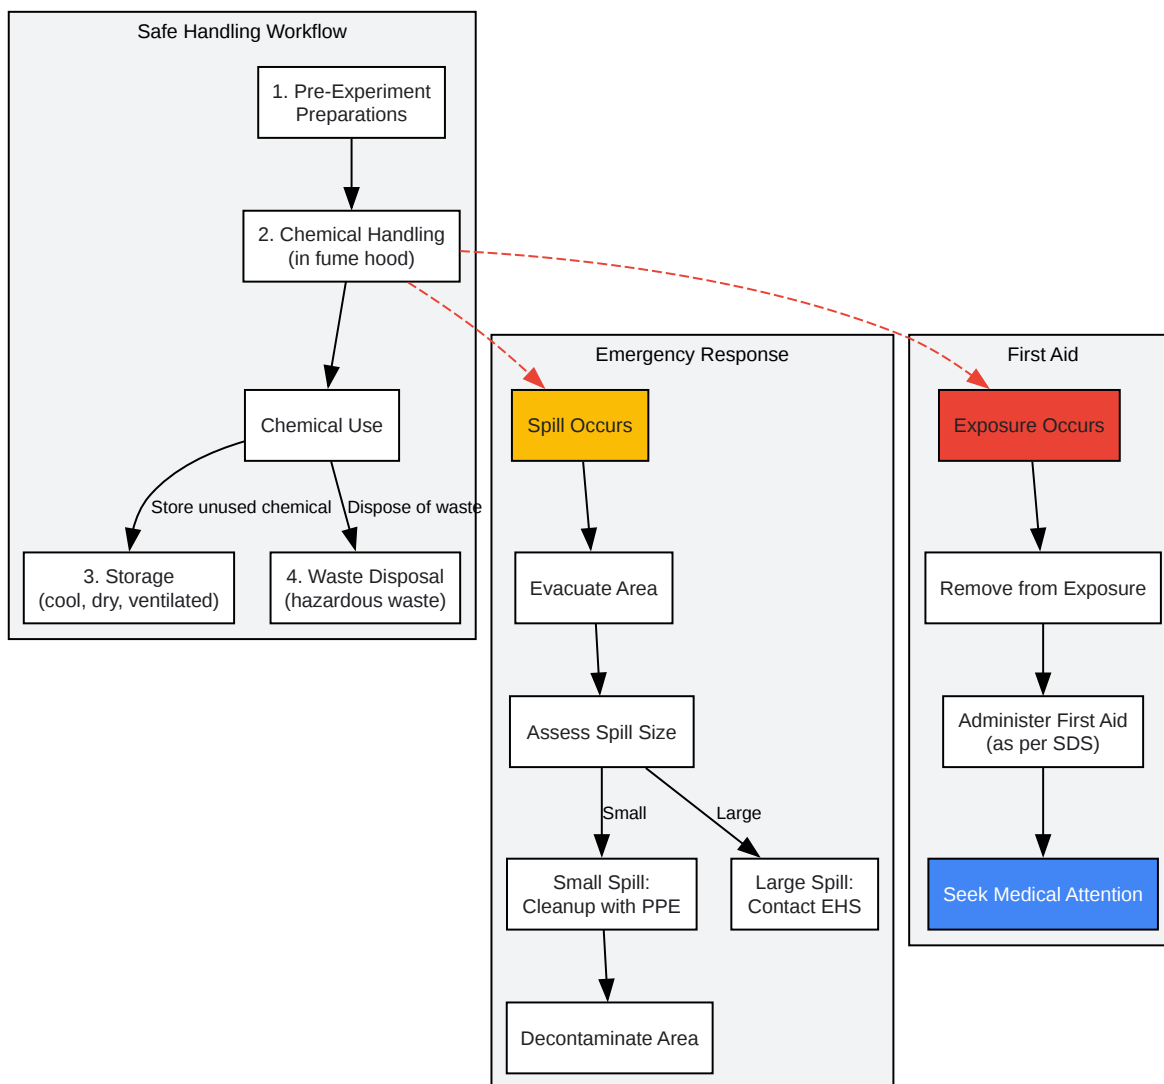 Safe Handling Workflow
1. Pre-Experiment
Preparations
2. Chemical Handling
(in fume hood)
Chemical Use
Store unused chemical
Dispose of waste
3. Storage
(cool, dry, ventilated)
4. Waste Disposal
(hazardous waste)
Emergency Response
Spill Occurs
Evacuate Area
Assess Spill Size
Small
Large
Small Spill:
Cleanup with PPE
Large Spill:
Contact EHS
Decontaminate Area
First Aid
Exposure Occurs
Remove from Exposure
Administer First Aid
(as per SDS)
Seek Medical Attention